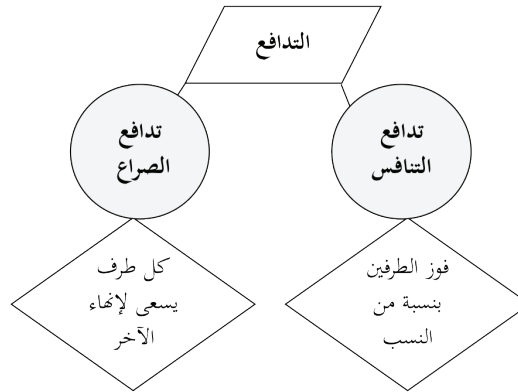 التدافع
تدافع
التنافس
تدافع
الصراع
فوز الطرفين
بنسبة من
النسب
كل طرف
يسعى لإنهاء
الآخر